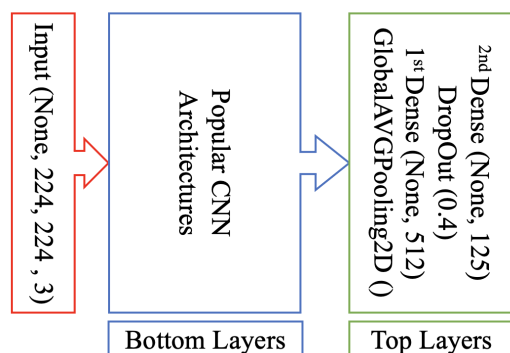 Input (None, 224, 224 , 3)
Popular CNN
Architectures
2nd Dense (None, 125)
DropOut (0.4)
1st Dense (None, 512)
GlobalAVGPooling2D ()
Bottom Layers
Top Layers